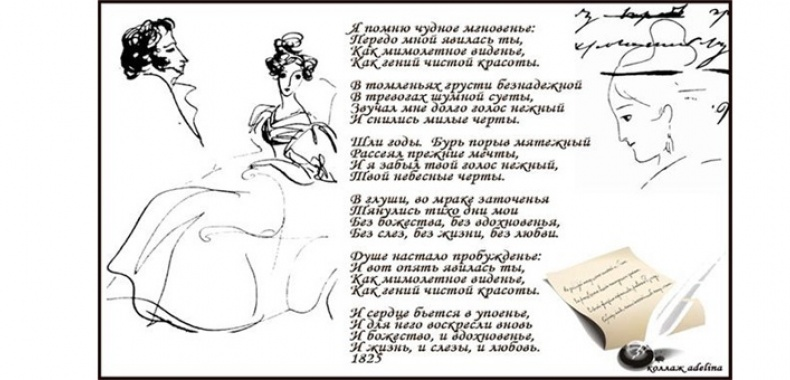 Я помню чудное мгновенье:
Передо мной явилась ты,
Как мимолетное виденье,
Как гений чистой красоты.
В томленьях грусти безнадежной
В тревогах шумной суеты,
Звучал мне долго голос нежный
И снились милые черты.
Шли годы. Бурь порыв мятежный
Рассеял прежние мечты,
И я забыл твой голос нежный,
Твой небесные черты.
В глуши, во мраке заточенья
Тянулись тихо дни мои
Без божества, без вдохновенья,
Без слез, без жизни, без любви.
Душе настало пробужденье:
И вот опять явилась ты,
Как мимолетное виденье,
Как гений чистой красоты.
И сердце бьется в упоенье,
И для него воскресли вновь
И божество, и вдохновенье,
И жизнь, и слезы, и любовь.
1825
коллаж adelina